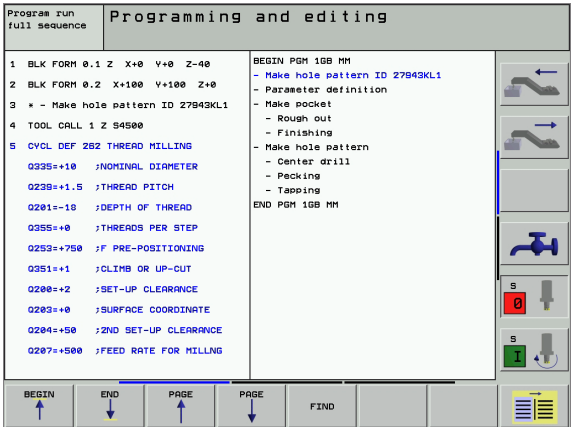 Program run
full sequence
Programming and editing
1 BLK FORM 0.1 Z X+0 Y+0 Z-40
2 BLK FORM 0.2 X+100 Y+100 Z+0
3 * - Make hole pattern ID 27943KL1
4 TOOL CALL 1 Z S4500
5 CYCL DEF 262 THREAD MILLING
Q335=+10 ;NOMINAL DIAMETER
Q239=+1.5 ;THREAD PITCH
Q201=-18 ;DEPTH OF THREAD
Q355=+0 ;THREADS PER STEP
Q253=+750 ;F PRE-POSITIONING
Q351=+1 ;CLIMB OR UP-CUT
Q200=+2 ;SET-UP CLEARANCE
Q203=+0 ;SURFACE COORDINATE
Q204=+50 ;2ND SET-UP CLEARANCE
Q207=+500 ;FEED RATE FOR MILLNG
BEGIN PGM 1GB MM
- Make hole pattern ID 27943KL1
- Parameter definition
- Make pocket
- Rough out
- Finishing
- Make hole pattern
- Center drill
- Pecking
- Tapping
END PGM 1GB MM
S
0
S
I
BEGIN
END
PAGE
PAGE
FIND